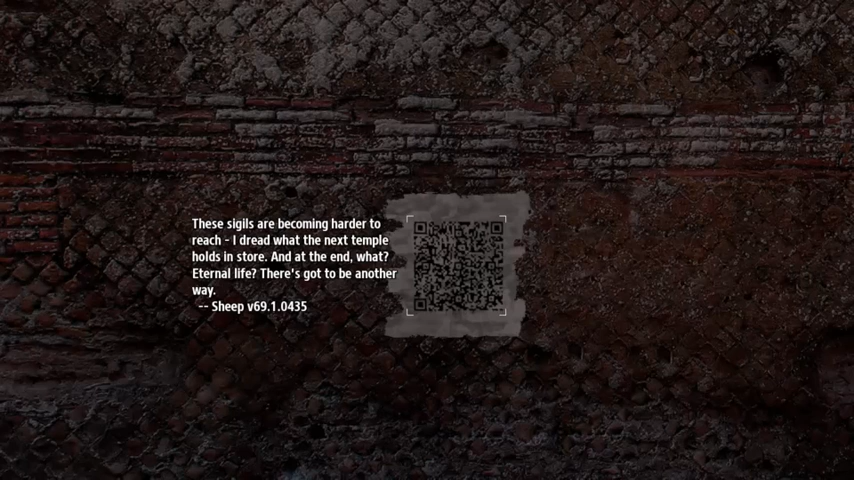 These sigils are becoming harder to
reach - I dread what the next temple
holds in store. And at the end, what?
Eternal life? There's got to be another
way.
-- Sheep v69.1.0435